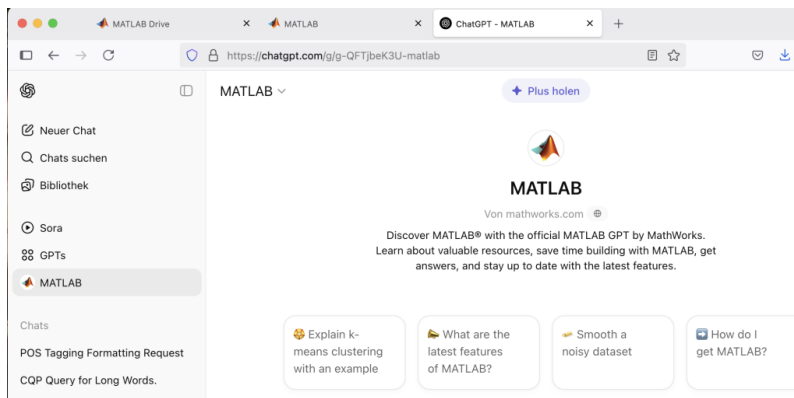 MATLAB Drive
MATLAB
ChatGPT - MATLAB
https://chatgpt.com/g/g-QFTjbeK3U-matlab
MATLAB
Plus holen
Neuer Chat
Chats suchen
Bibliothek
Sora
GPTs
MATLAB
Chats
POS Tagging Formatting Request
CQP Query for Long Words.
MATLAB
Von mathworks.com
Discover MATLAB® with the official MATLAB GPT by MathWorks.
Learn about valuable resources, save time building with MATLAB, get
answers, and stay up to date with the latest features.
Explain k-
means clustering
with an example
What are the
latest features
of MATLAB?
Smooth a
noisy dataset
How do I
get MATLAB?